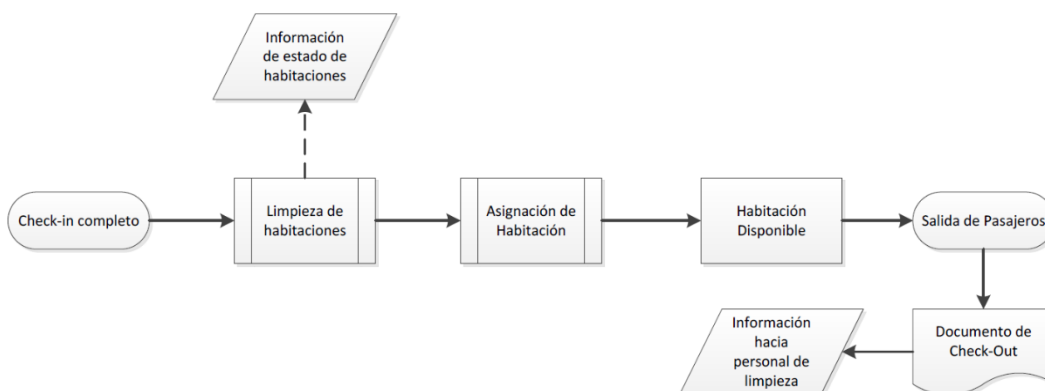 Información
de estado de
habitaciones
Check-in completo
Limpieza de
habitaciones
Asignación de
Habitación
Habitación
Disponible
Salida de Pasajeros
Información
hacia
personal de
limpieza
Documento de
Check-Out